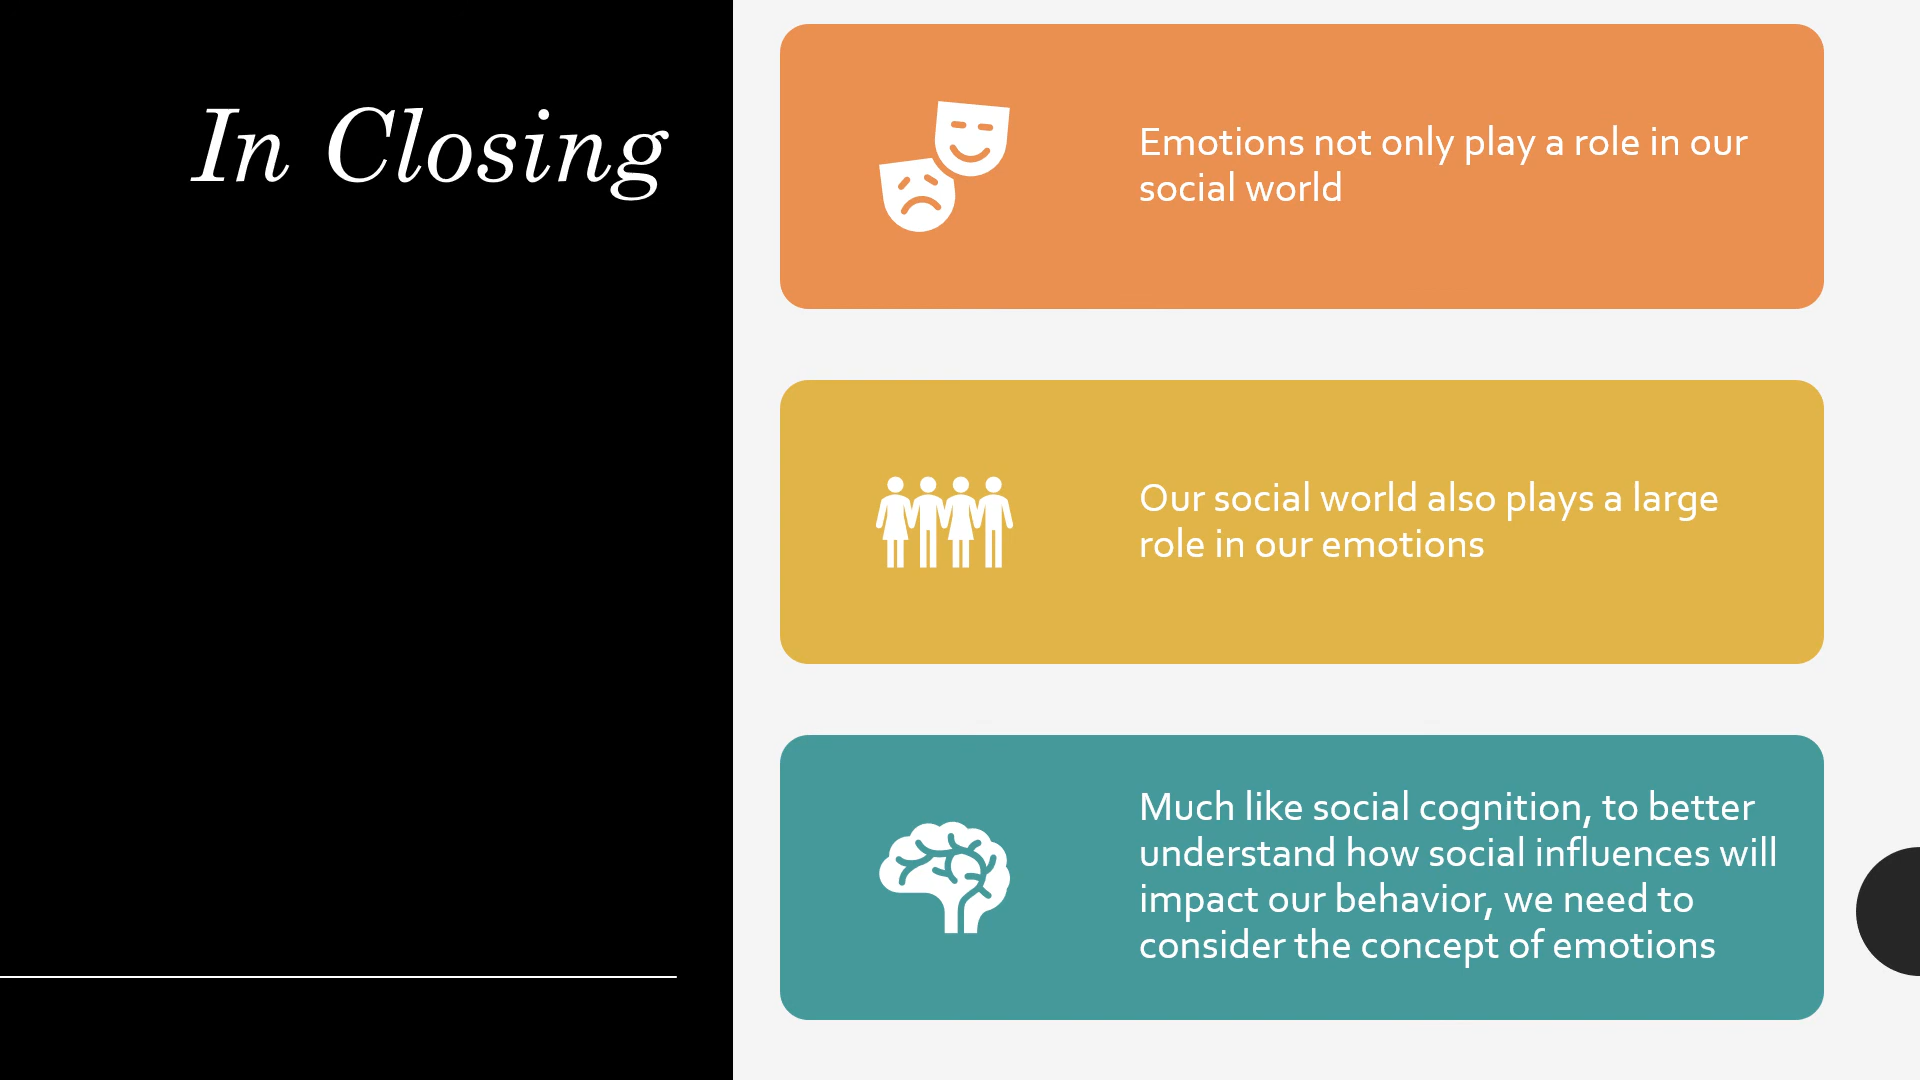 In Closing
Emotions not only play a role in our
social world
Our social world also plays a large
role in our emotions
Much like social cognition, to better
understand how social influences will
impact our behavior, we need to
consider the concept of emotions